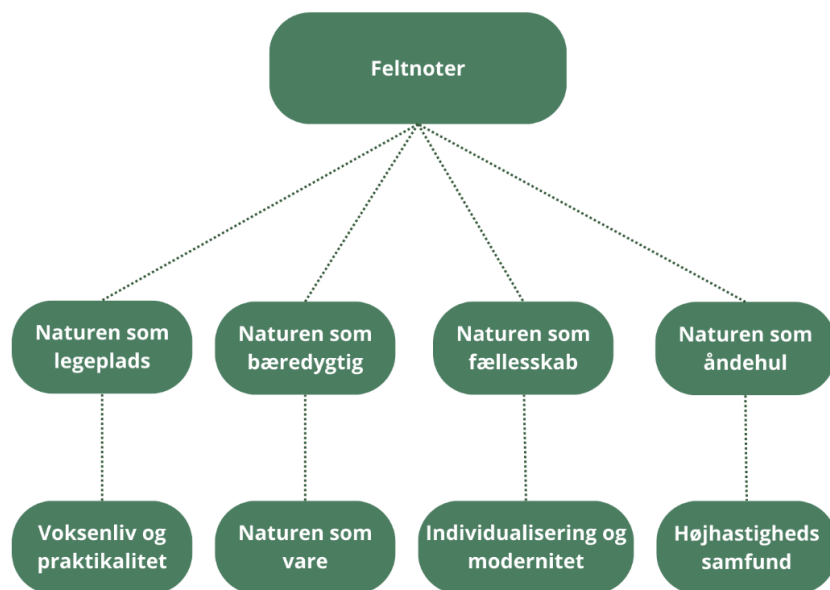 Feltnoter
Naturen som
legeplads
Naturen som
bæredygtig
Naturen som
fællesskab
Naturen som
åndehul
Voksenliv og
praktikalitet
Naturen som
vare
Individualisering og
modernitet
Højhastigheds
samfund